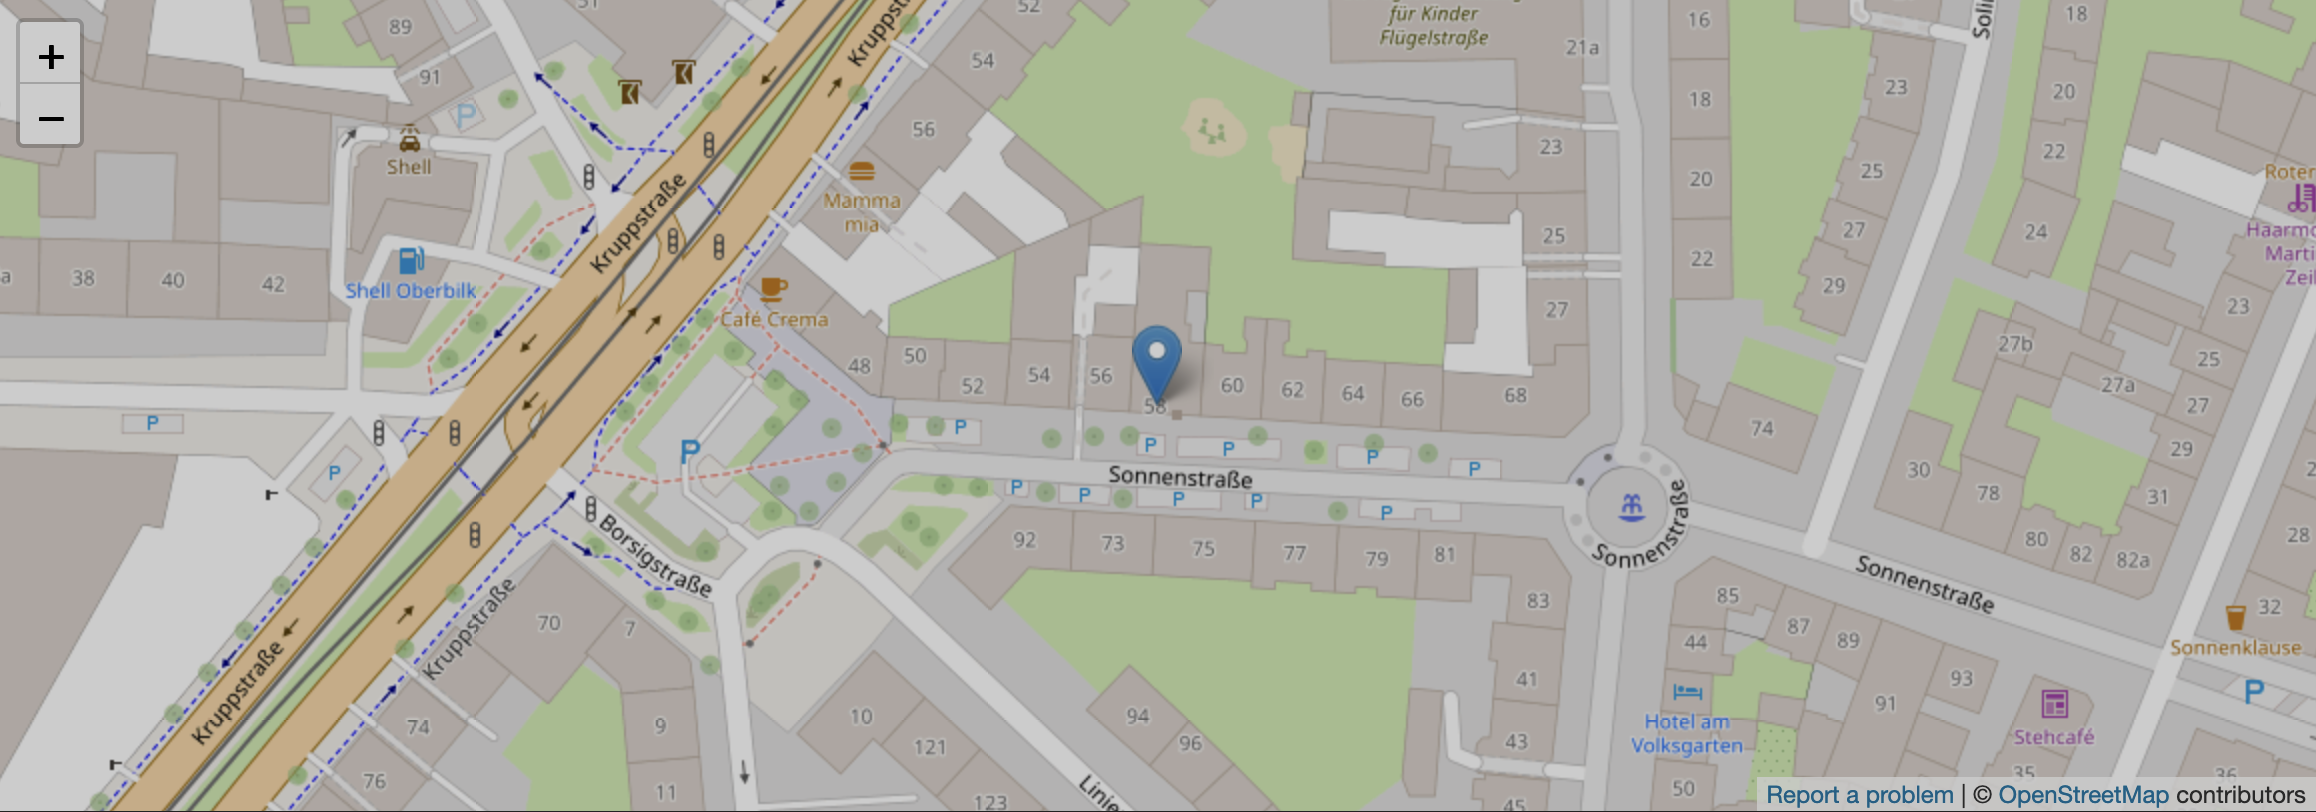 +
−
89
91
51
52
54
56
für Kinder
Flügelstraße
21a
16
18
20
22
23
25
27
29
18
20
22
24
Solin
Kruppst
P
Shell
Shell Oberbilk
a
38
40
42
Kruppstraße
Mamma
mia
Café Crema
48
50
52
54
56
58
60
62
64
66
68
23
25
27
27b
27a
23
25
27
29
31
28
Roter
Haarmo
Marti
Zei
74
30
78
80
82
82a
P
P
P
P
P
P
P
P
P
P
P
P
P
P
Sonnenstraße
Sonnenstraße
Sonnenstraße
Borsigstraße
Kruppstraße
Kruppstraße
92
73
75
77
79
81
83
41
43
45
70
7
9
11
74
76
10
121
123
94
96
Linie
85
87
89
91
93
44
50
Hotel am
Volksgarten
Stehcafé
35
36
32
Sonnenklause
P
Report a problem | © OpenStreetMap contributors